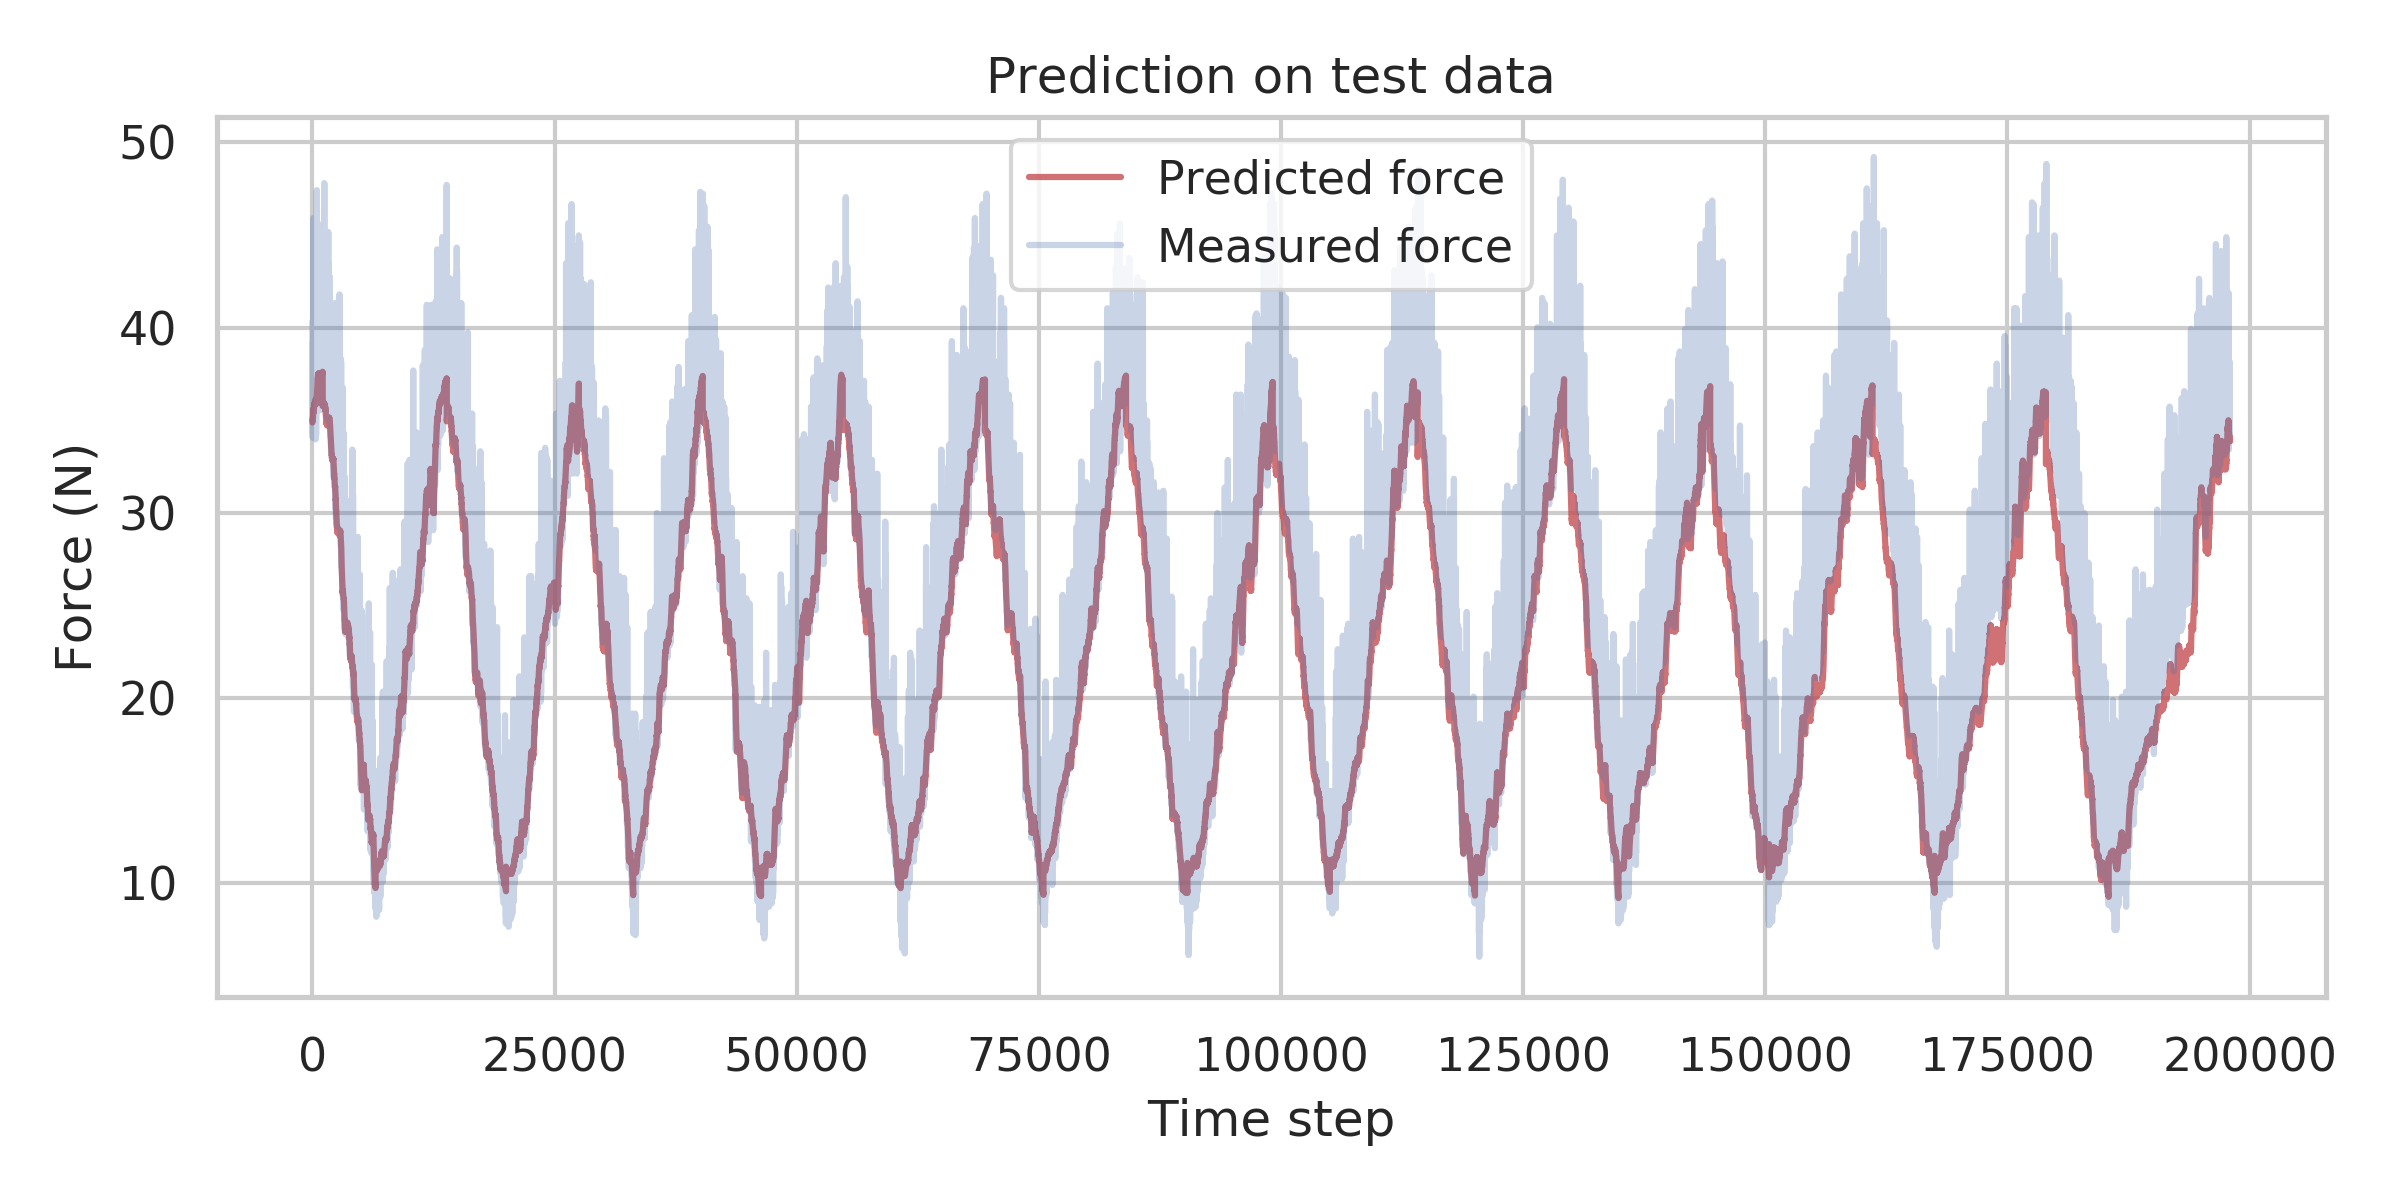 Prediction on test data
Predicted force
Measured force
50
40
30
20
10
Force (N)
0 25000 50000 75000 100000 125000 150000 175000 200000
Time step